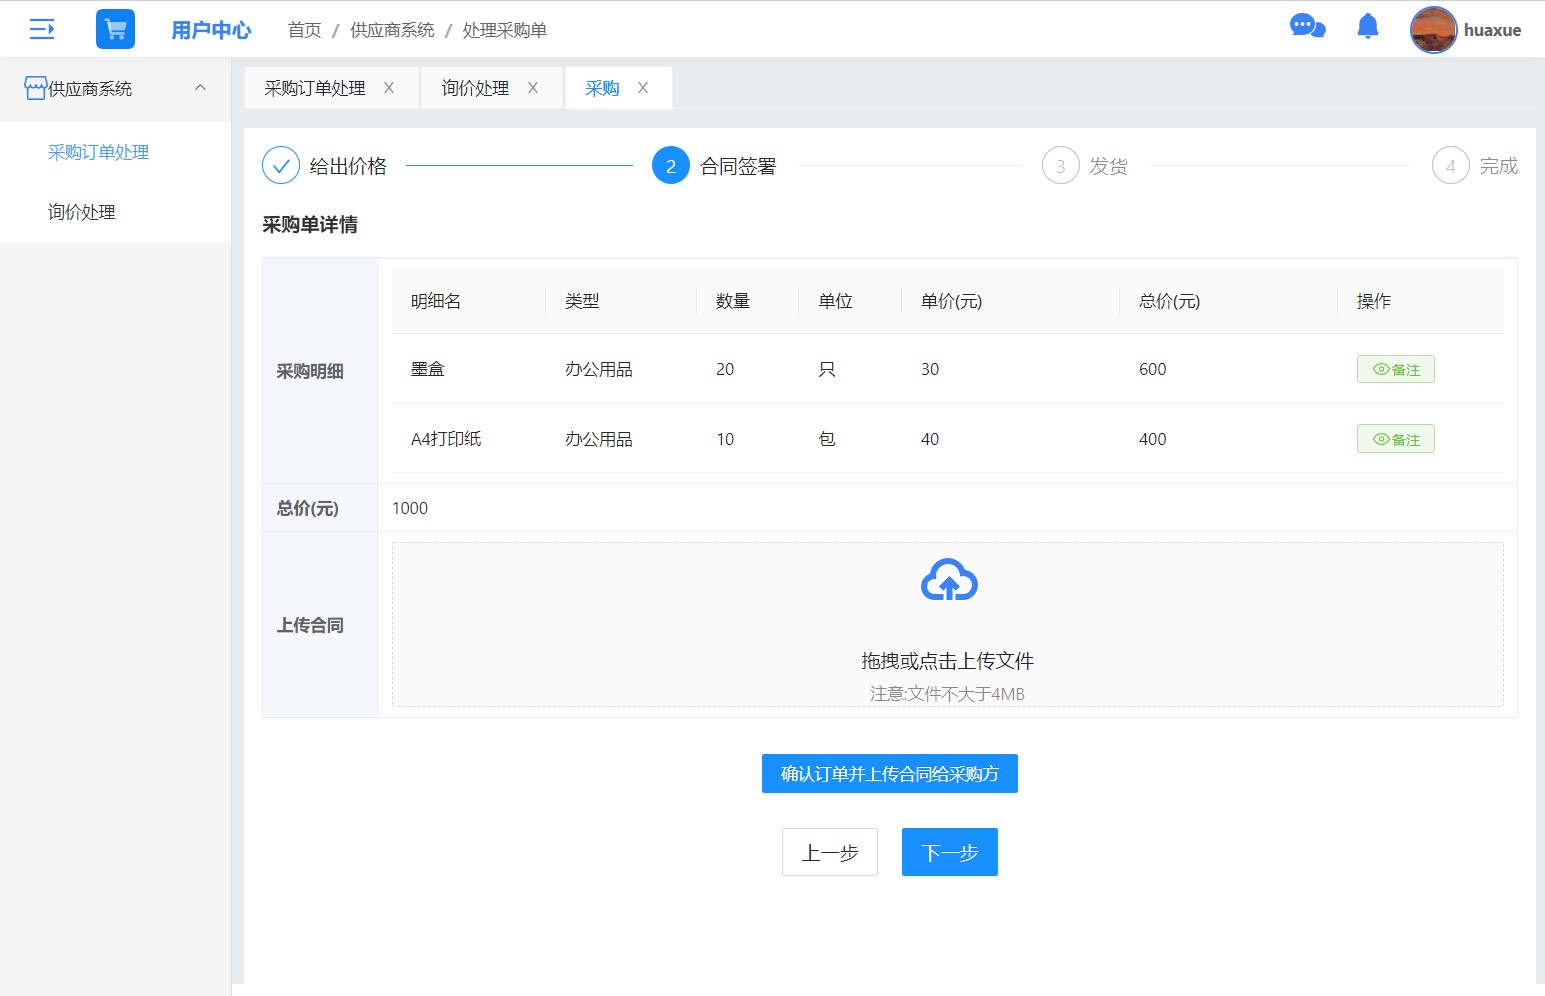 用户中心 首页 / 供应商系统 / 处理采购单 huaxue
供应商系统
采购订单处理
询价处理
采购订单处理 X 询价处理 X 采购 X
给出价格 2 合同签署 3 发货 4 完成
采购单详情
采购明细
明细名 类型 数量 单位 单价(元) 总价(元) 操作
墨盒 办公用品 20 只 30 600 备注
A4打印纸 办公用品 10 包 40 400 备注
总价(元) 1000
上传合同
拖拽或点击上传文件
注意:文件不大于4MB
确认订单并上传合同给采购方
上一步 下一步